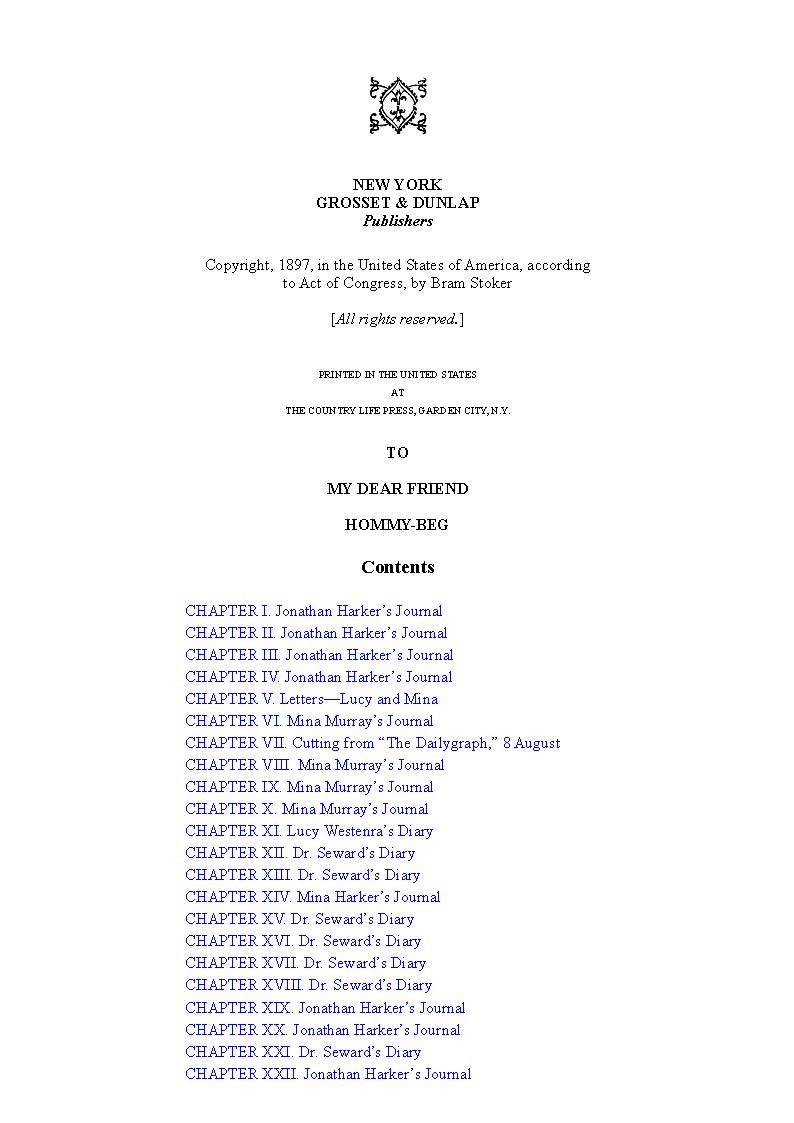 NEW YORK
GROSSET & DUNLAP
Publishers
Copyright, 1897, in the United States of America, according
to Act of Congress, by Bram Stoker
[All rights reserved.]
PRINTED IN THE UNITED STATES
AT
THE COUNTRY LIFE PRESS, GARDEN CITY, N.Y.
TO
MY DEAR FRIEND
HOMMY-BEG
Contents
CHAPTER I. Jonathan Harker’s Journal
CHAPTER II. Jonathan Harker’s Journal
CHAPTER III. Jonathan Harker’s Journal
CHAPTER IV. Jonathan Harker’s Journal
CHAPTER V. Letters—Lucy and Mina
CHAPTER VI. Mina Murray’s Journal
CHAPTER VII. Cutting from “The Dailygraph,” 8 August
CHAPTER VIII. Mina Murray’s Journal
CHAPTER IX. Mina Murray’s Journal
CHAPTER X. Mina Murray’s Journal
CHAPTER XI. Lucy Westenra’s Diary
CHAPTER XII. Dr. Seward’s Diary
CHAPTER XIII. Dr. Seward’s Diary
CHAPTER XIV. Mina Harker’s Journal
CHAPTER XV. Dr. Seward’s Diary
CHAPTER XVI. Dr. Seward’s Diary
CHAPTER XVII. Dr. Seward’s Diary
CHAPTER XVIII. Dr. Seward’s Diary
CHAPTER XIX. Jonathan Harker’s Journal
CHAPTER XX. Jonathan Harker’s Journal
CHAPTER XXI. Dr. Seward’s Diary
CHAPTER XXII. Jonathan Harker’s Journal